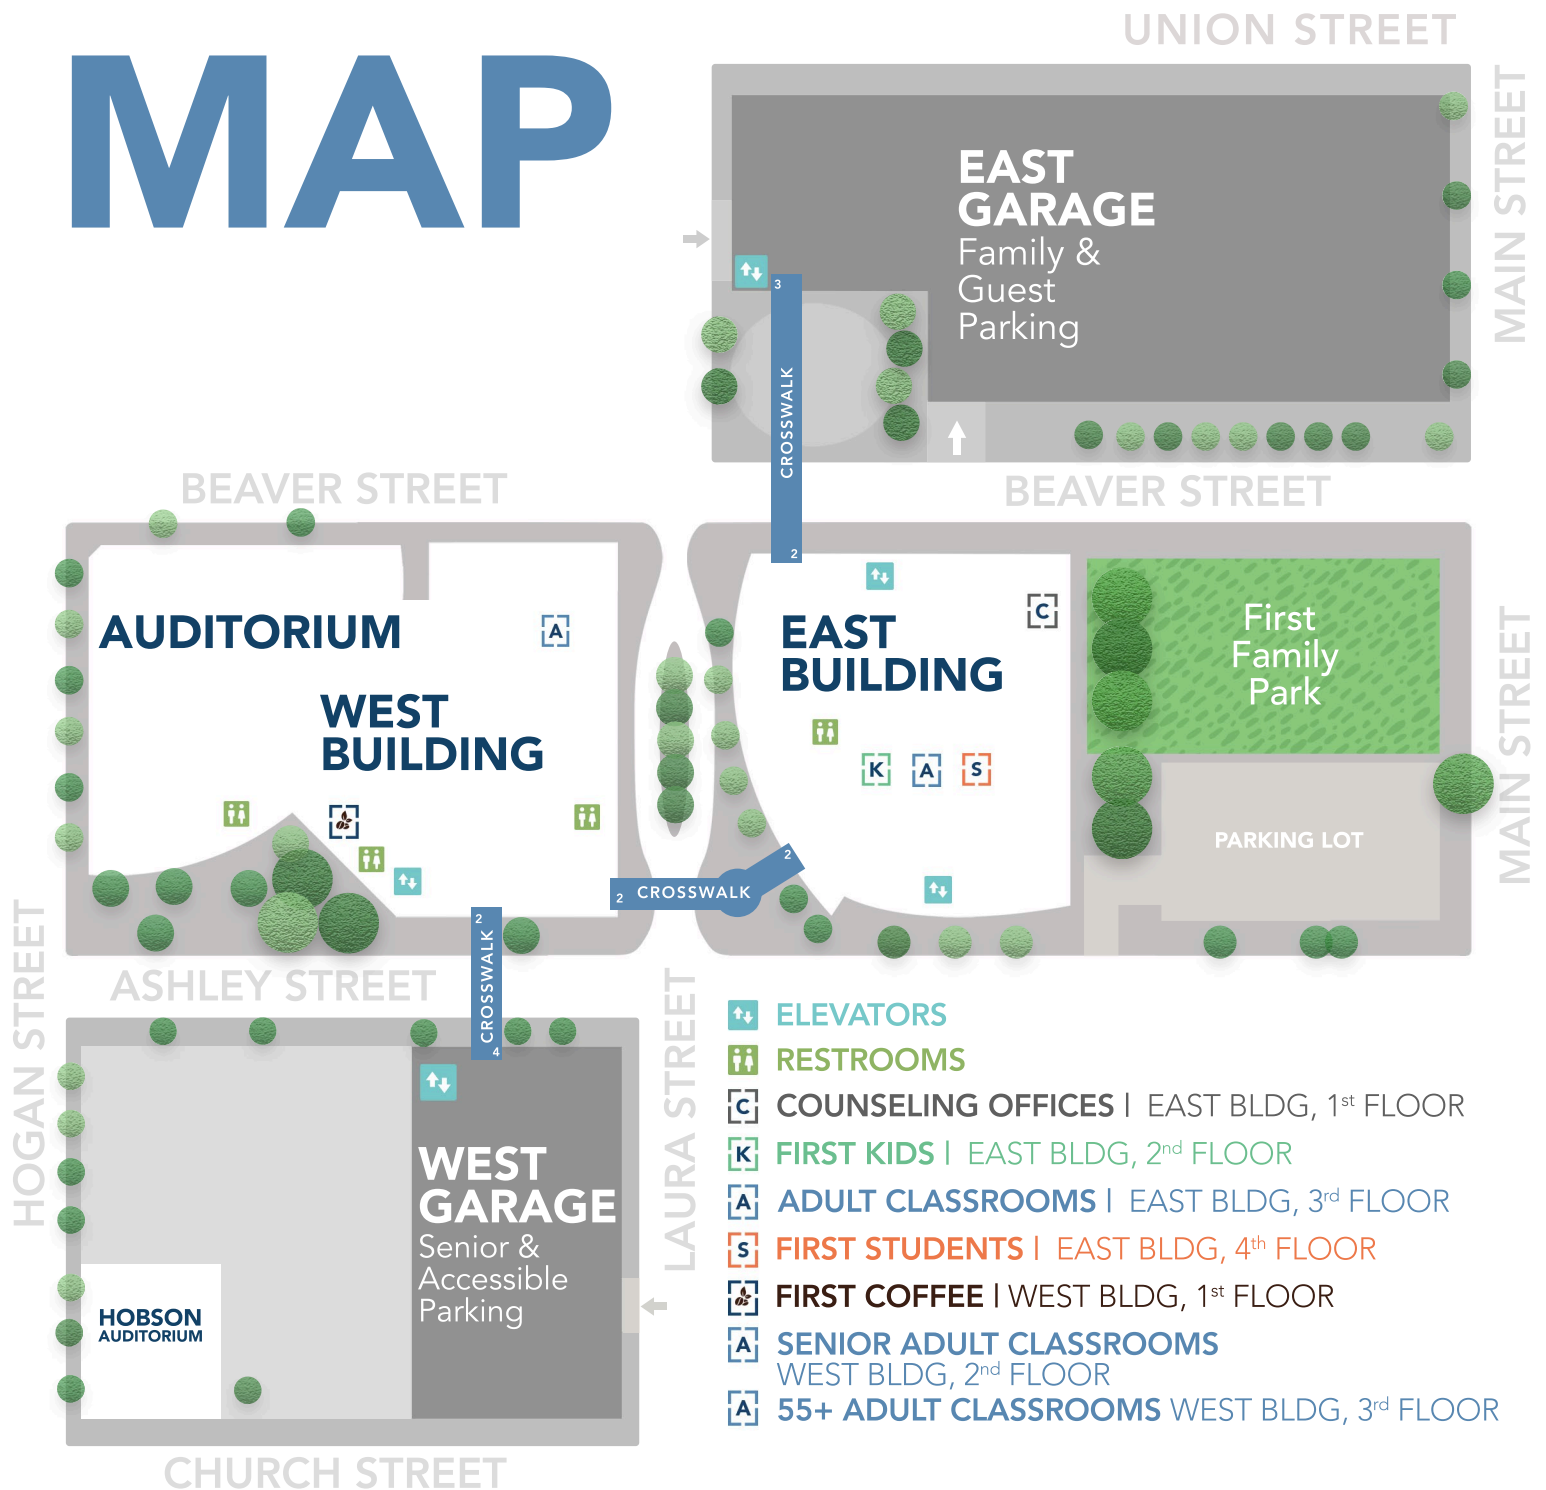 MAP
UNION STREET
MAIN STREET
EAST
GARAGE
Family &
Guest
Parking
3
CROSSWALK
2
BEAVER STREET
BEAVER STREET
AUDITORIUM
A
WEST
BUILDING
EAST
BUILDING
C
K
A
S
First
Family
Park
MAIN STREET
PARKING LOT
2
CROSSWALK
2
2
CROSSWALK
4
ASHLEY STREET
HOGAN STREET
LAURA STREET
WEST
GARAGE
Senior &
Accessible
Parking
HOBSON
AUDITORIUM
CHURCH STREET
ELEVATORS
RESTROOMS
C COUNSELING OFFICES | EAST BLDG, 1st FLOOR
K FIRST KIDS | EAST BLDG, 2nd FLOOR
A ADULT CLASSROOMS | EAST BLDG, 3rd FLOOR
S FIRST STUDENTS | EAST BLDG, 4th FLOOR
FIRST COFFEE | WEST BLDG, 1st FLOOR
A SENIOR ADULT CLASSROOMS
WEST BLDG, 2nd FLOOR
A 55+ ADULT CLASSROOMS WEST BLDG, 3rd FLOOR